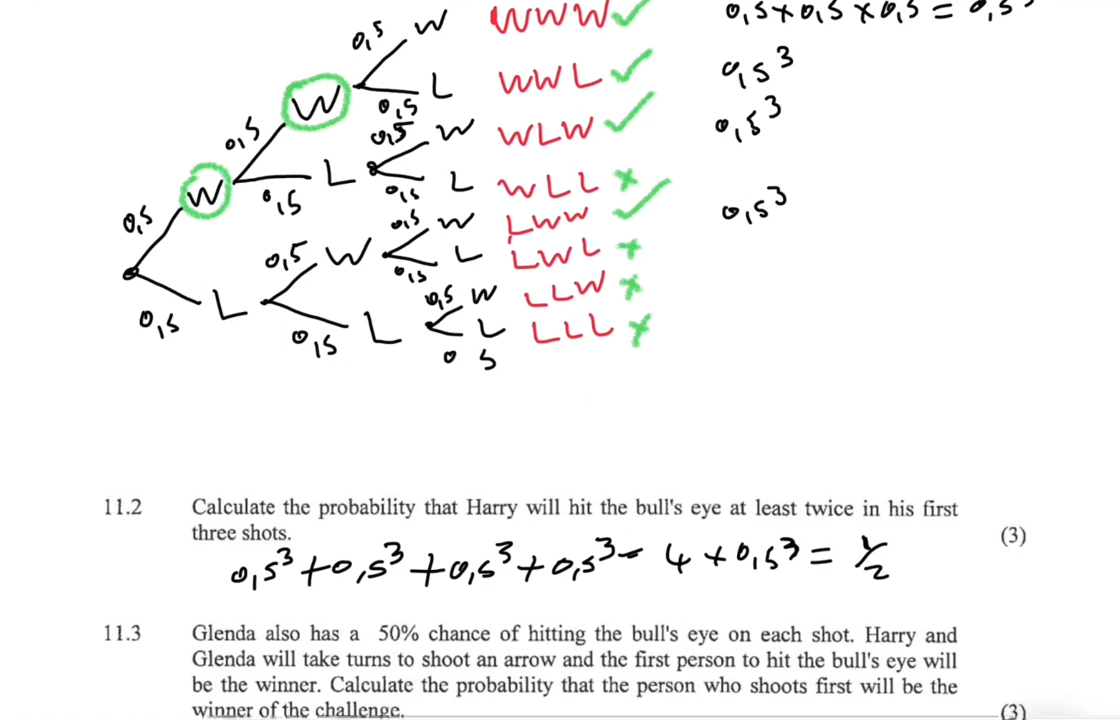 0,5 W WWW ✓ 0,5×0,5×0,5 = 0,5³
W 0,5 L WWL ✓ 0,5³
0,5 0,5 W WLW ✓ 0,5³
W 0,5 L 0,5 L WLL ×
0,5 0,5 W LWW ✓ 0,5³
0,5 W 0,5 L LWL ×
0,5 L 0,5 W LLW ×
0,5 L 0 5 L LLL ×
11.2 Calculate the probability that Harry will hit the bull's eye at least twice in his first
three shots. (3)
0,5³ + 0,5³ + 0,5³ + 0,5³ = 4 × 0,5³ = 1/2
11.3 Glenda also has a 50% chance of hitting the bull's eye on each shot. Harry and
Glenda will take turns to shoot an arrow and the first person to hit the bull's eye will
be the winner. Calculate the probability that the person who shoots first will be the
winner of the challenge. (3)